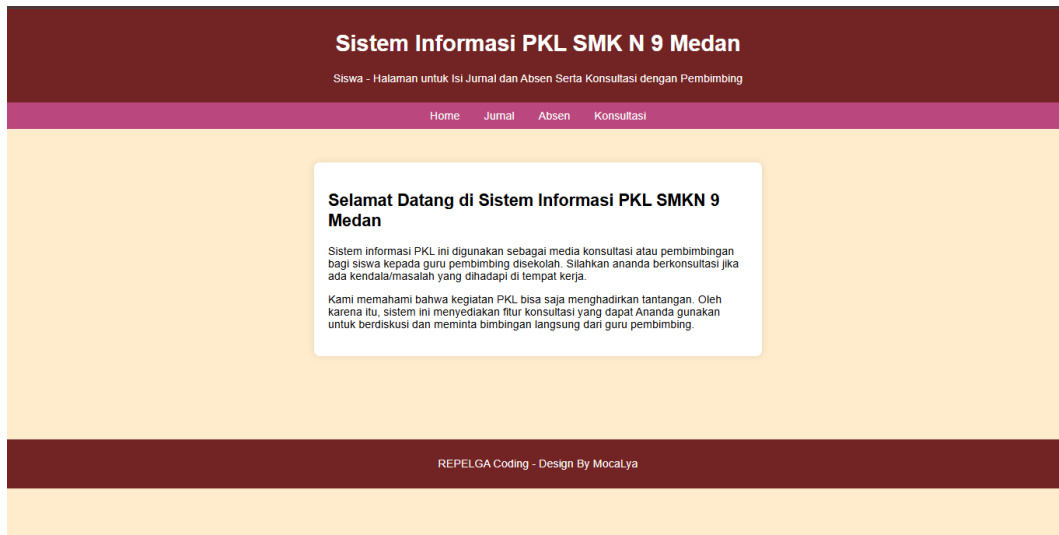 Sistem Informasi PKL SMK N 9 Medan
Siswa - Halaman untuk Isi Jurnal dan Absen Serta Konsultasi dengan Pembimbing
Home Jurnal Absen Konsultasi
Selamat Datang di Sistem Informasi PKL SMKN 9
Medan
Sistem informasi PKL ini digunakan sebagai media konsultasi atau pembimbingan
bagi siswa kepada guru pembimbing disekolah. Silahkan ananda berkonsultasi jika
ada kendala/masalah yang dihadapi di tempat kerja.
Kami memahami bahwa kegiatan PKL bisa saja menghadirkan tantangan. Oleh
karena itu, sistem ini menyediakan fitur konsultasi yang dapat Ananda gunakan
untuk berdiskusi dan meminta bimbingan langsung dari guru pembimbing.
REPELGA Coding - Design By MocaLya